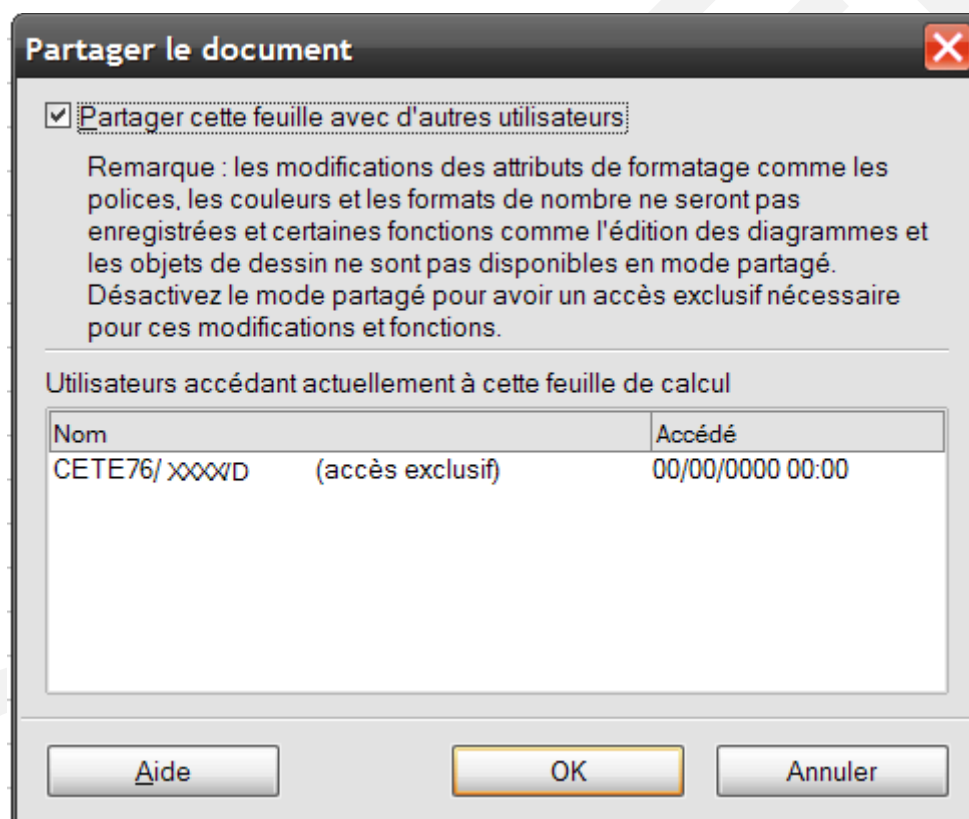 Partager le document
Partager cette feuille avec d'autres utilisateurs
Remarque : les modifications des attributs de formatage comme les
polices, les couleurs et les formats de nombre ne seront pas
enregistrées et certaines fonctions comme l'édition des diagrammes et
les objets de dessin ne sont pas disponibles en mode partagé.
Désactivez le mode partagé pour avoir un accès exclusif nécessaire
pour ces modifications et fonctions.
Utilisateurs accédant actuellement à cette feuille de calcul
Nom Accédé
CETE76/ XXXX/D (accès exclusif) 00/00/0000 00:00
Aide OK Annuler